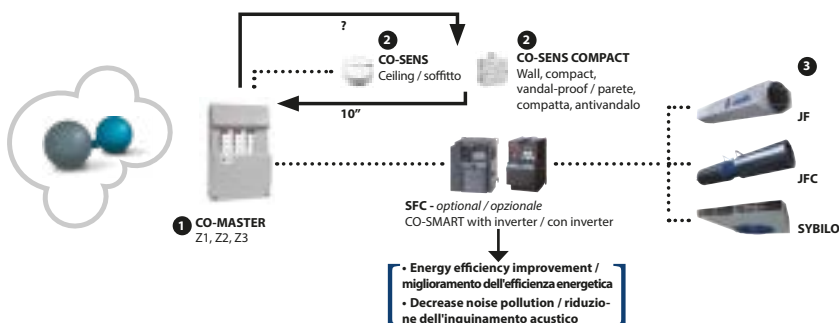 ?
2
CO-SENS
Ceiling / soffitto
2
CO-SENS COMPACT
Wall, compact,
vandal-proof / parete,
compatta, antivandalo
10”
3
JF
JFC
SYBILO
1 CO-MASTER
Z1, Z2, Z3
SFC - optional / opzionale
CO-SMART with inverter / con inverter
• Energy efficiency improvement /
miglioramento dell'efficienza energetica
• Decrease noise pollution / riduzio-
ne dell'inquinamento acustico